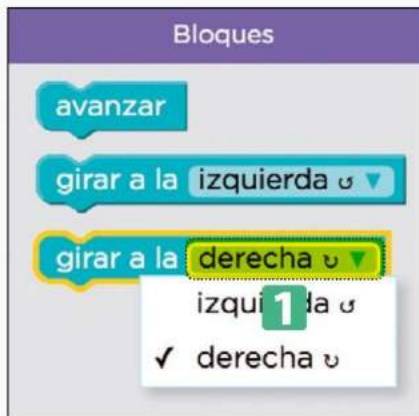 Bloques
avanzar
girar a la izquierda ↺ ▼
girar a la derecha ↻ ▼
1
✓ derecha ↻